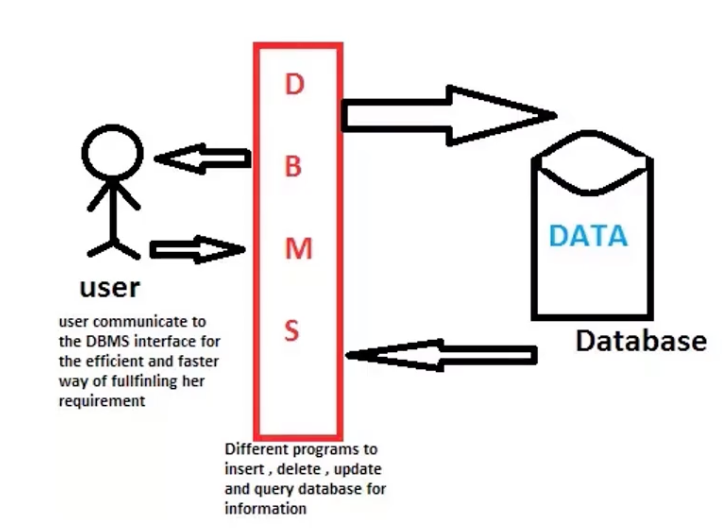 D
B
M
S
DATA
user
Database
user communicate to
the DBMS interface for
the efficient and faster
way of fullfinling her
requirement
Different programs to
insert , delete , update
and query database for
information